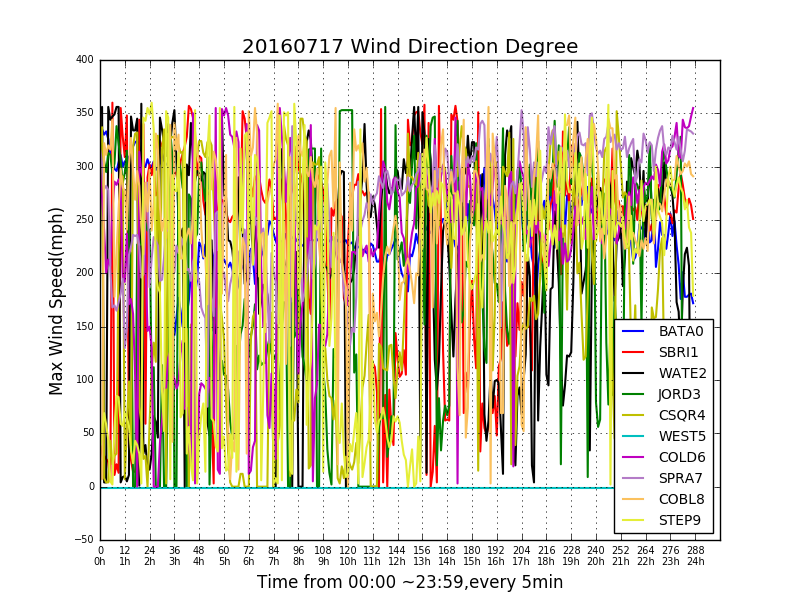 20160717 Wind Direction Degree
400
350
300
250
200
150
100
50
0
−50
Max Wind Speed(mph)
BATA0
SBRI1
WATE2
JORD3
CSQR4
WEST5
COLD6
SPRA7
COBL8
STEP9
0 12 24 36 48 60 72 84 96 108 120 132 144 156 168 180 192 204 216 228 240 252 264 276 288
0h 1h 2h 3h 4h 5h 6h 7h 8h 9h 10h 11h 12h 13h 14h 15h 16h 17h 18h 19h 20h 21h 22h 23h 24h
Time from 00:00 ~23:59,every 5min